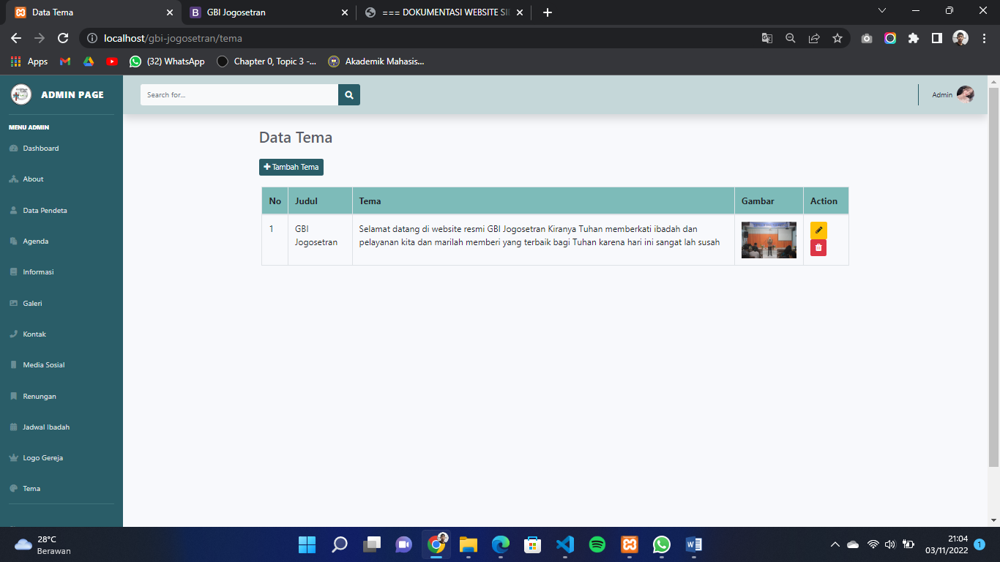 Data Tema
GBI Jogosetran
=== DOKUMENTASI WEBSITE SI
localhost/gbi-jogosetran/tema
Apps
(32) WhatsApp
Chapter 0, Topic 3 -...
Akademik Mahasis...
ADMIN PAGE
Search for...
Admin
MENU ADMIN
Dashboard
About
Data Pendeta
Agenda
Informasi
Galeri
Kontak
Media Sosial
Renungan
Jadwal Ibadah
Logo Gereja
Tema
Data Tema
Tambah Tema
No Judul Tema Gambar Action
1 GBI Jogosetran Selamat datang di website resmi GBI Jogosetran Kiranya Tuhan memberkati ibadah dan
pelayanan kita dan marilah memberi yang terbaik bagi Tuhan karena hari ini sangat lah susah
28°C
Berawan
21:04
03/11/2022
1